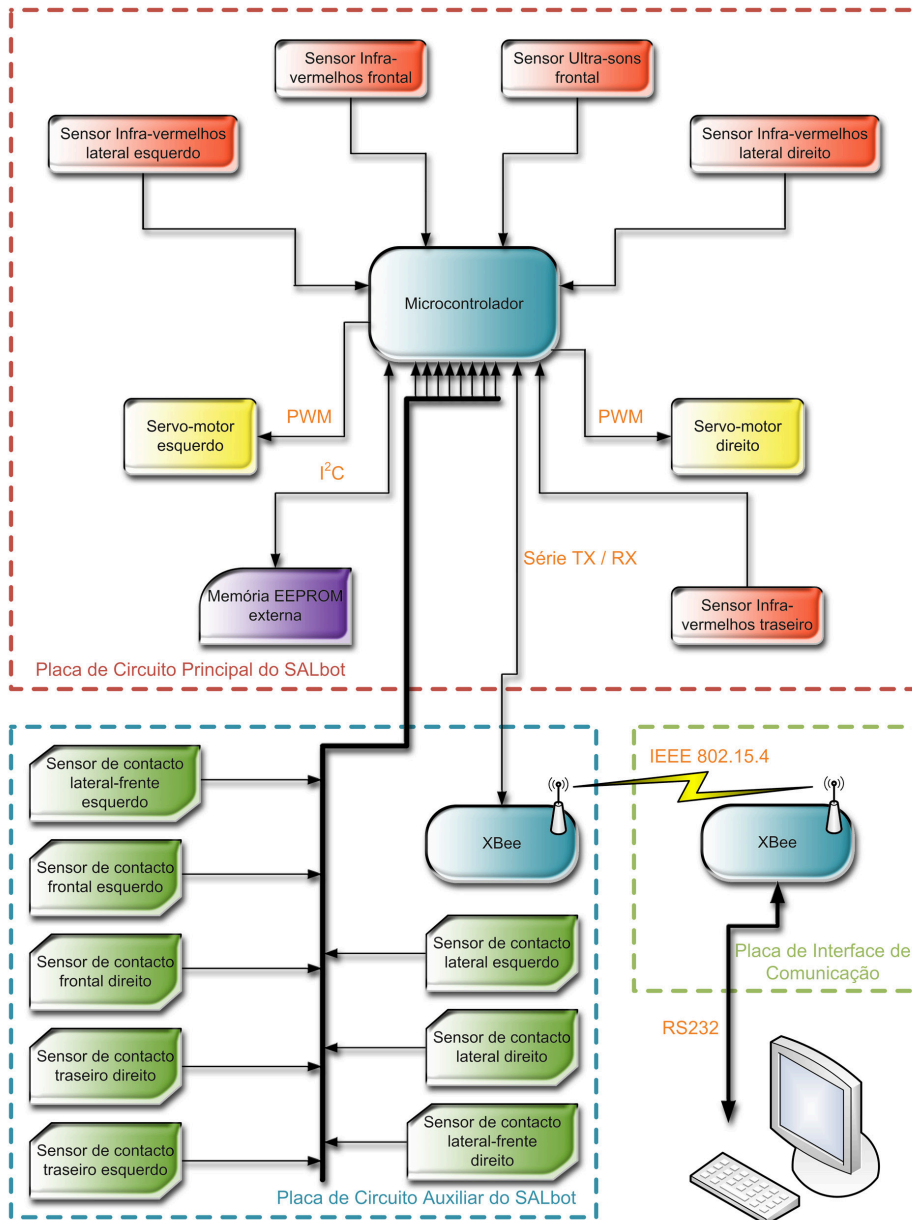 Sensor Infra-
vermelhos frontal
Sensor Ultra-sons
frontal
Sensor Infra-vermelhos
lateral esquerdo
Sensor Infra-vermelhos
lateral direito
Microcontrolador
Servo-motor
esquerdo
PWM
PWM
Servo-motor
direito
I²C
Série TX / RX
Memória EEPROM
externa
Sensor Infra-
vermelhos traseiro
Placa de Circuito Principal do SALbot
Sensor de contacto
lateral-frente
esquerdo
Sensor de contacto
frontal esquerdo
Sensor de contacto
frontal direito
Sensor de contacto
traseiro direito
Sensor de contacto
traseiro esquerdo
XBee
Sensor de contacto
lateral esquerdo
Sensor de contacto
lateral direito
Sensor de contacto
lateral-frente
direito
Placa de Circuito Auxiliar do SALbot
IEEE 802.15.4
XBee
Placa de Interface de
Comunicação
RS232